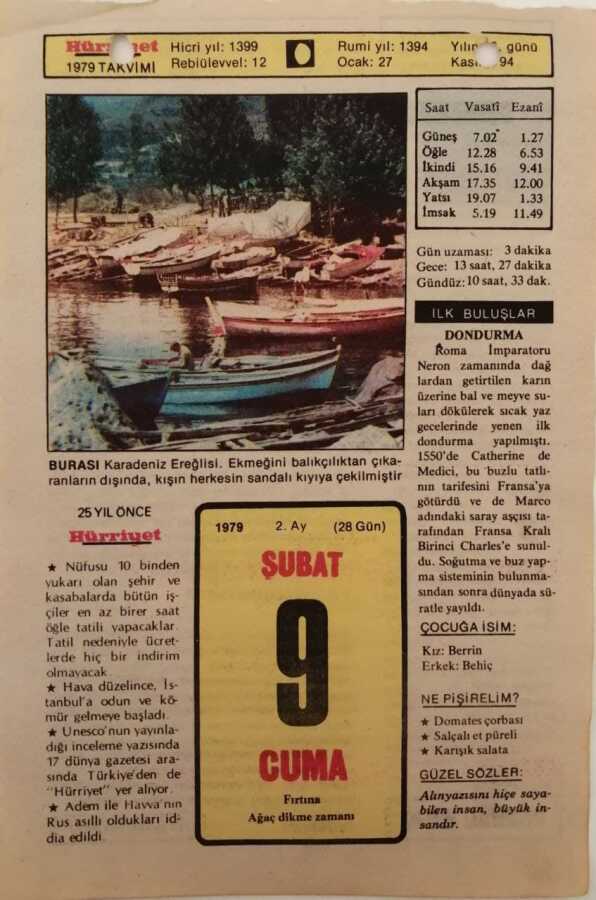 Hürriyet
1979 TAKVİMİ
Hicri yıl: 1399
Rebiülevvel: 12
Rumi yıl: 1394
Ocak: 27
Yılın günü
94
Saat Vasatî Ezanî
Güneş 7.02 1.27
Öğle 12.28 6.53
İkindi 15.16 9.41
Akşam 17.35 12.00
Yatsı 19.07 1.33
İmsak 5.19 11.49
Gün uzaması: 3 dakika
Gece: 13 saat, 27 dakika
Gündüz: 10 saat, 33 dak.
BURASI Karadeniz Ereğlisi. Ekmeğini balıkçılıktan çıka-
ranların dışında, kışın herkesin sandalı kıyıya çekilmiştir
İLK BULUŞLAR
DONDURMA
Roma İmparatoru
Neron zamanında dağ
lardan getirtilen karın
üzerine bal ve meyve su-
ları dökülerek sıcak yaz
gecelerinde yenen ilk
dondurma yapılmıştı.
1550'de Catherine de
Medici, bu buzlu tatlı-
nın tarifesini Fransa'ya
götürdü ve de Marco
adındaki saray aşçısı ta-
rafından Fransa Kralı
Birinci Charles'e sunul-
du. Soğutma ve buz yap-
ma sisteminin bulunma-
sından sonra dünyada sü-
ratle yayıldı.
ÇOCUĞA İSİM:
Kız: Berrin
Erkek: Behiç
NE PİŞİRELİM?
★ Domates çorbası
★ Salçalı et püreli
★ Karışık salata
GÜZEL SÖZLER:
Alınyazısını hiçe saya-
bilen insan, büyük in-
sandır.
25 YIL ÖNCE
Hürriyet
★ Nüfusu 10 binden
yukarı olan şehir ve
kasabalarda bütün iş-
çiler en az birer saat
öğle tatili yapacaklar.
Tatil nedeniyle ücret-
lerde hiç bir indirim
olmayacak
★ Hava düzelince, İs-
tanbul'a odun ve kö-
mür gelmeye başladı.
★ Unesco'nun yayınla-
dığı inceleme yazısında
17 dünya gazetesi ara-
sında Türkiye'den de
"Hürriyet" yer alıyor.
★ Adem ile Havva'nın
Rus asıllı oldukları id-
dia edildi.
1979 2. Ay (28 Gün)
ŞUBAT
9
CUMA
Fırtına
Ağaç dikme zamanı